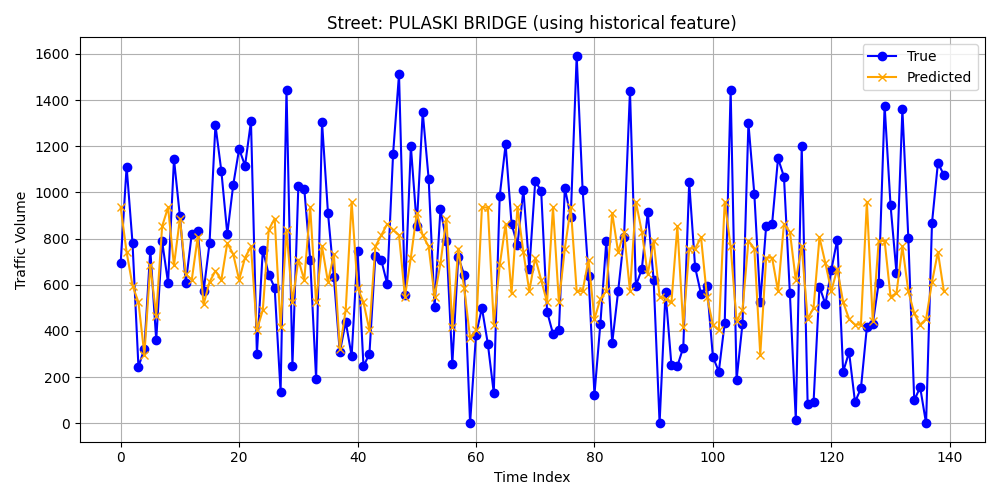 Street: PULASKI BRIDGE (using historical feature)
True
Predicted
Traffic Volume
1600
1400
1200
1000
800
600
400
200
0
0 20 40 60 80 100 120 140
Time Index